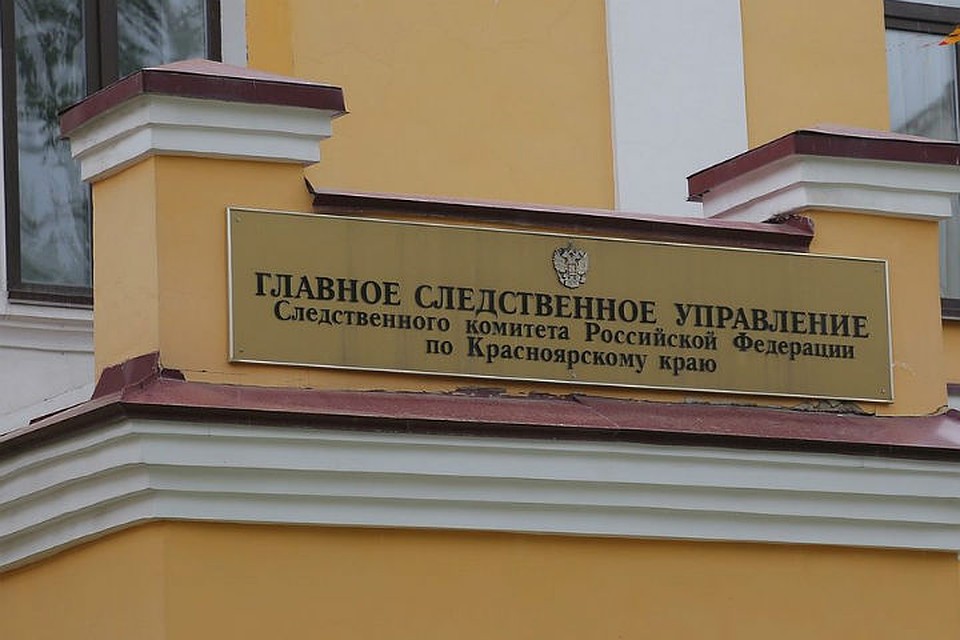 ГЛАВНОЕ СЛЕДСТВЕННОЕ УПРАВЛЕНИЕ
Следственного комитета Российской Федерации
по Красноярскому краю